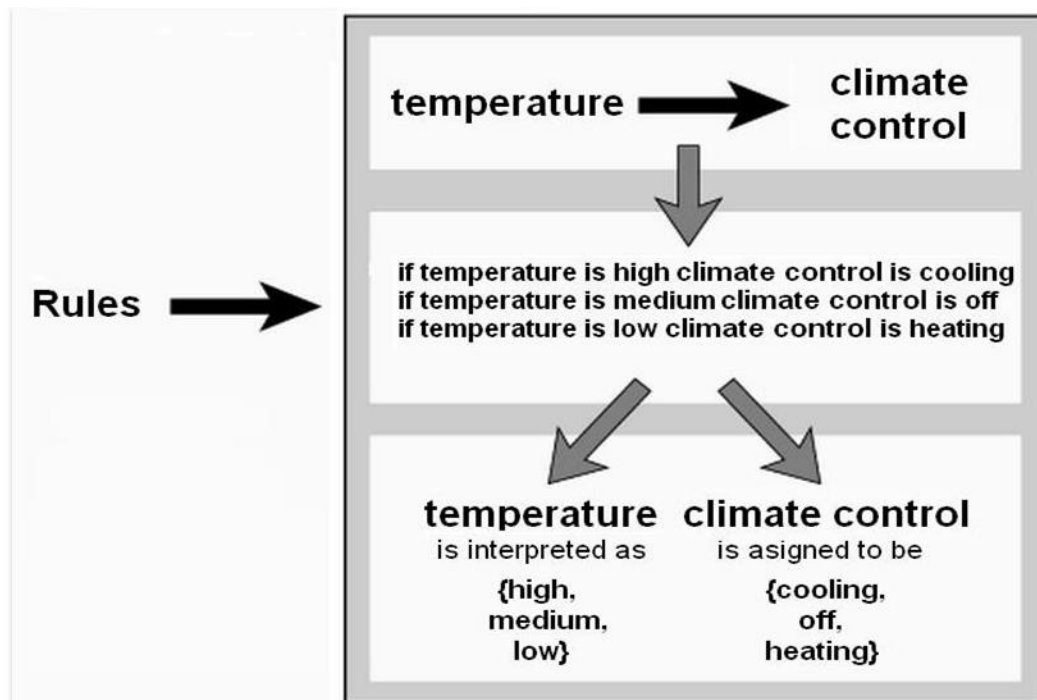 temperature
climate
control
Rules
if temperature is high climate control is cooling
if temperature is medium climate control is off
if temperature is low climate control is heating
temperature
is interpreted as
{high,
medium,
low}
climate control
is asigned to be
{cooling,
off,
heating}